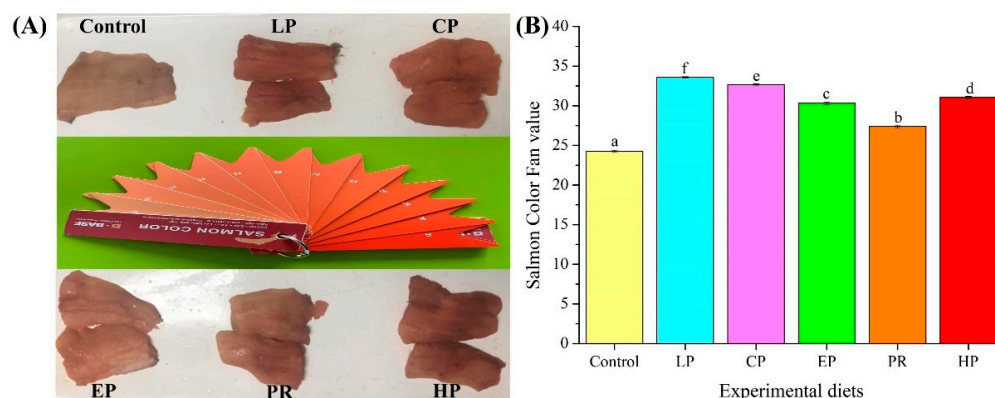 (A)
Control LP CP
SALMON COLOR
EP PR HP
(B)
Salmon Color Fan value
45
40
35
30
25
20
15
10
5
0
a
f
e
c
b
d
Control LP CP EP PR HP
Experimental diets